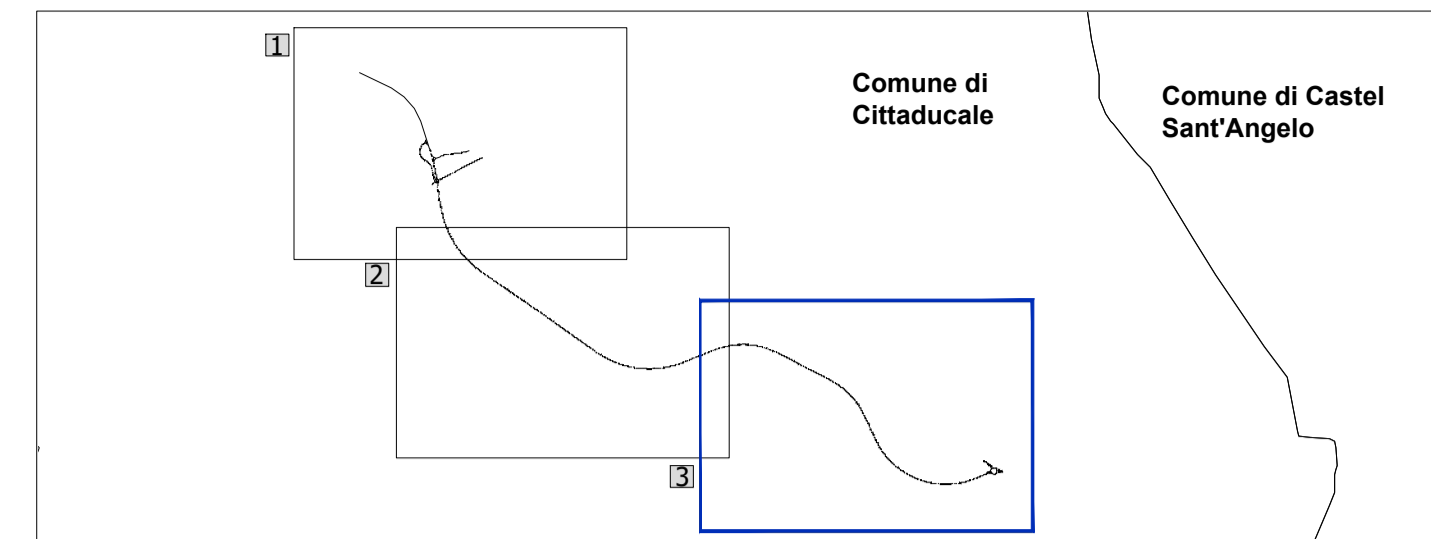 1
Comune di
Cittaducale
Comune di Castel
Sant'Angelo
2
3